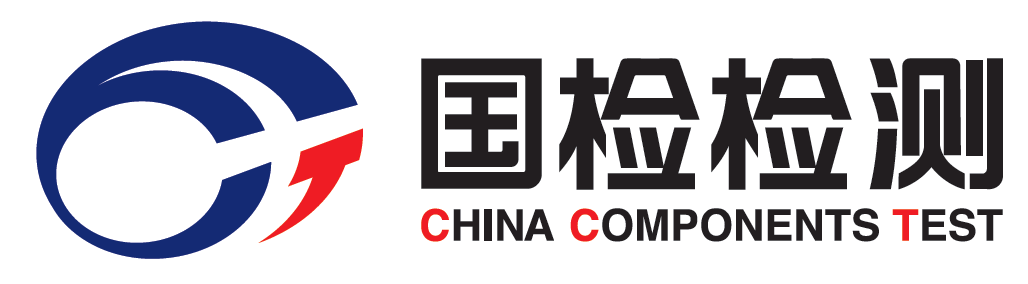 国检检测
CHINA COMPONENTS TEST